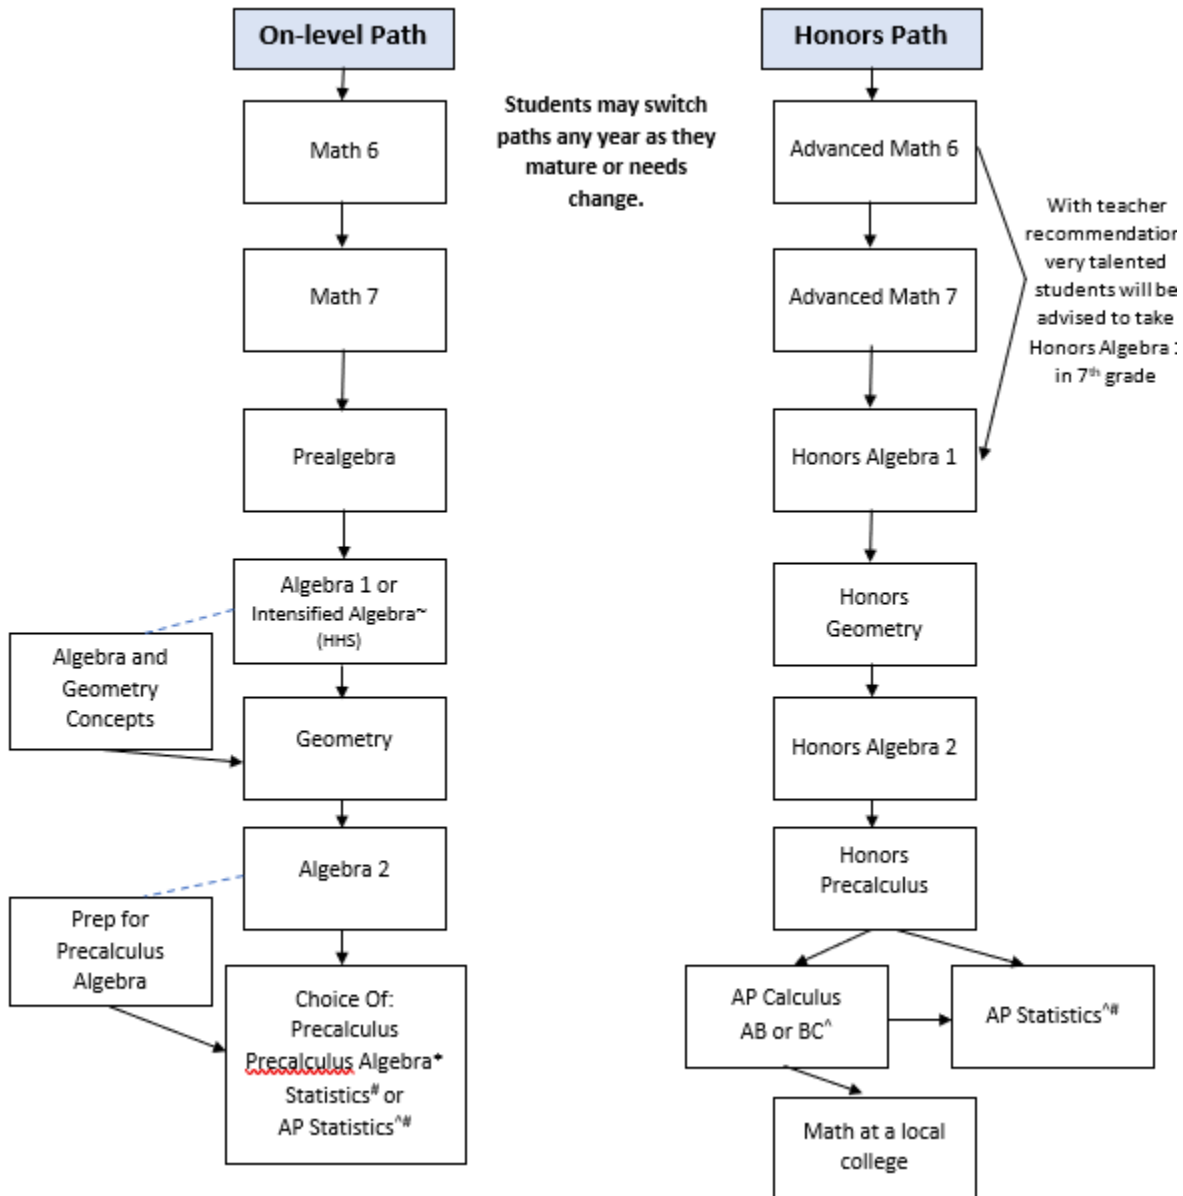 On-level Path
Math 6
Math 7
Prealgebra
Algebra 1 or
Intensified Algebra~
(HHS)
Algebra and
Geometry
Concepts
Geometry
Algebra 2
Prep for
Precalculus
Algebra
Choice Of:
Precalculus
Precalculus Algebra*
Statistics# or
AP Statistics^#
Students may switch
paths any year as they
mature or needs
change.
Honors Path
Advanced Math 6
With teacher
recommendation
very talented
students will be
advised to take
Honors Algebra 1
in 7th grade
Advanced Math 7
Honors Algebra 1
Honors
Geometry
Honors Algebra 2
Honors
Precalculus
AP Calculus
AB or BC^
AP Statistics^#
Math at a local
college